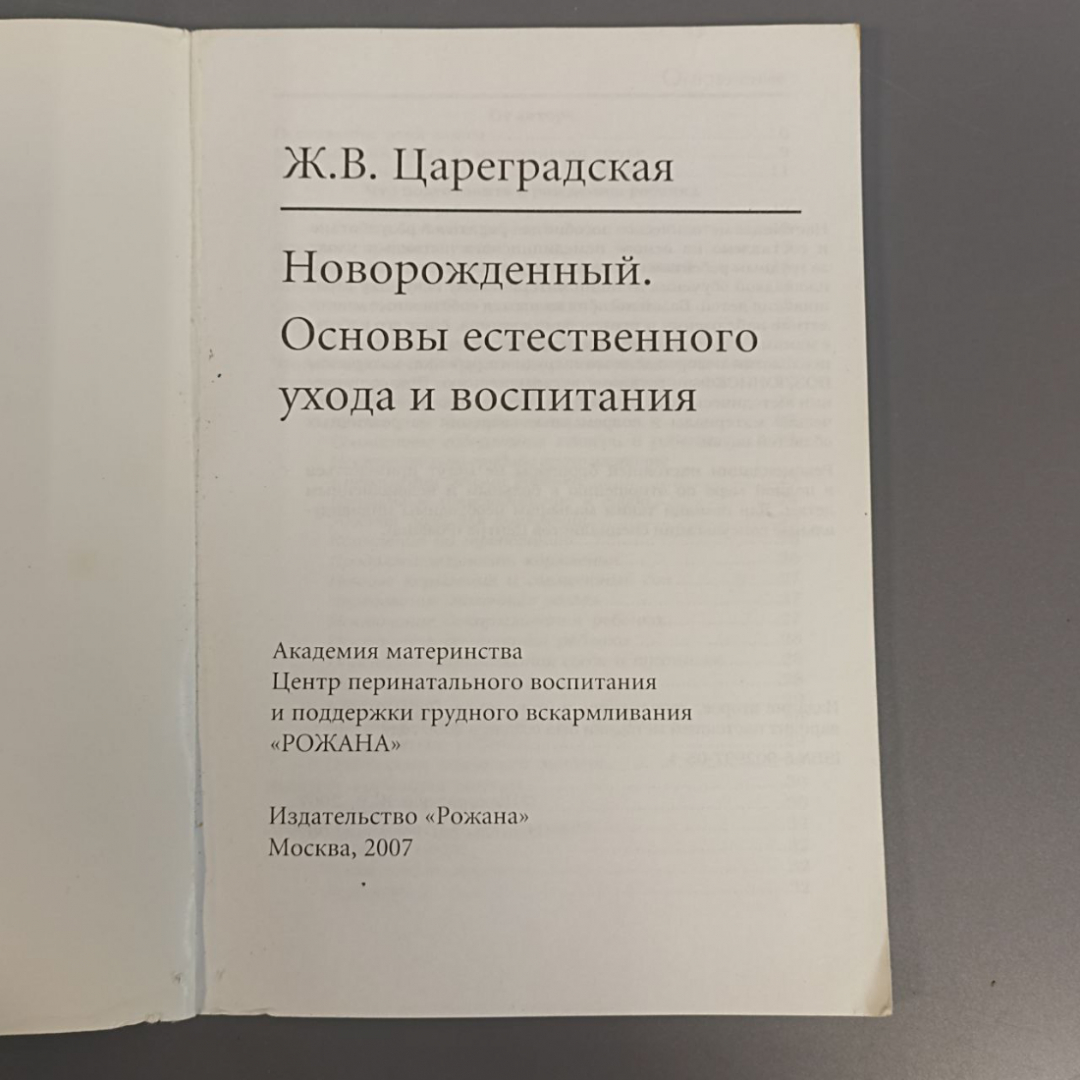 Ж.В. Цареградская
Новорожденный.
Основы естественного
ухода и воспитания
Академия материнства
Центр перинатального воспитания
и поддержки грудного вскармливания
«РОЖАНА»
Издательство «Рожана»
Москва, 2007